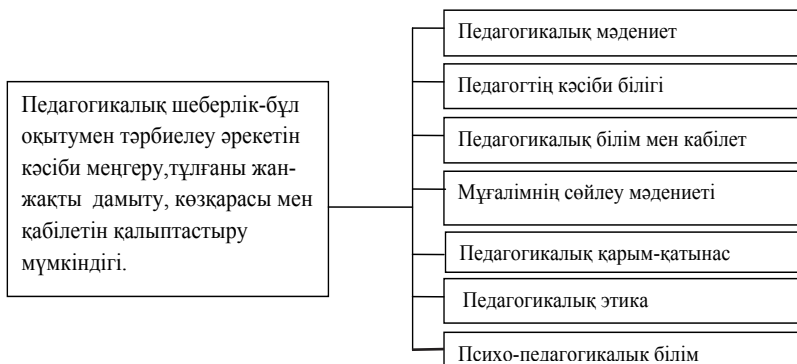 Педагогикалық шеберлік-бұл
оқытумен тәрбиелеу әрекетін
кәсіби меңгеру,тұлғаны жан-
жақты дамыту, көзқарасы мен
қабілетін қалыптастыру
мүмкіндігі.
Педагогикалық мәдениет
Педагогтің кәсіби білігі
Педагогикалық білім мен кабілет
Мұғалімнің сөйлеу мәдениеті
Педагогикалық қарым-қатынас
Педагогикалық этика
Психо-педагогикалық білім